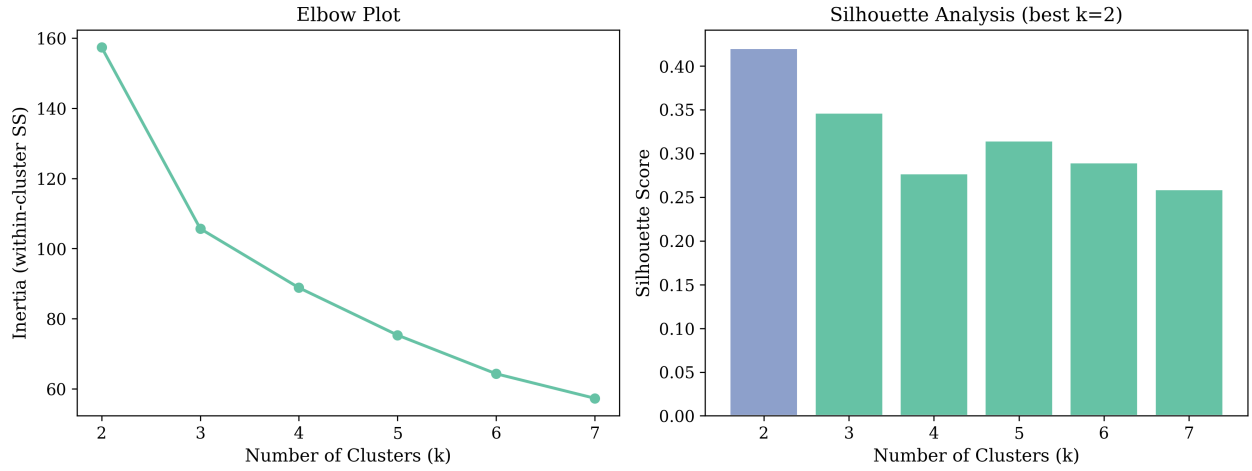 Elbow Plot
160
140
120
100
80
60
Inertia (within-cluster SS)
2 3 4 5 6 7
Number of Clusters (k)
Silhouette Analysis (best k=2)
0.40
0.35
0.30
0.25
0.20
0.15
0.10
0.05
0.00
Silhouette Score
2 3 4 5 6 7
Number of Clusters (k)